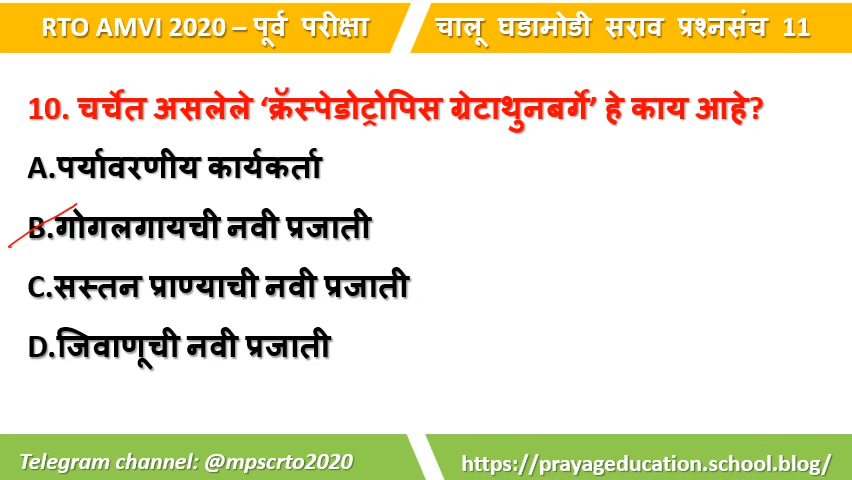 RTO AMVI 2020 – पूर्व परीक्षा
चालू घडामोडी सराव प्रश्नसंच 11
10. चर्चेत असलेले ‘क्रॅस्पेडोट्रोपिस ग्रेटाथुनबर्गे’ हे काय आहे?
A.पर्यावरणीय कार्यकर्ता
B.गोगलगायची नवी प्रजाती
C.सस्तन प्राण्याची नवी प्रजाती
D.जिवाणूची नवी प्रजाती
Telegram channel: @mpscrto2020
https://prayageducation.school.blog/